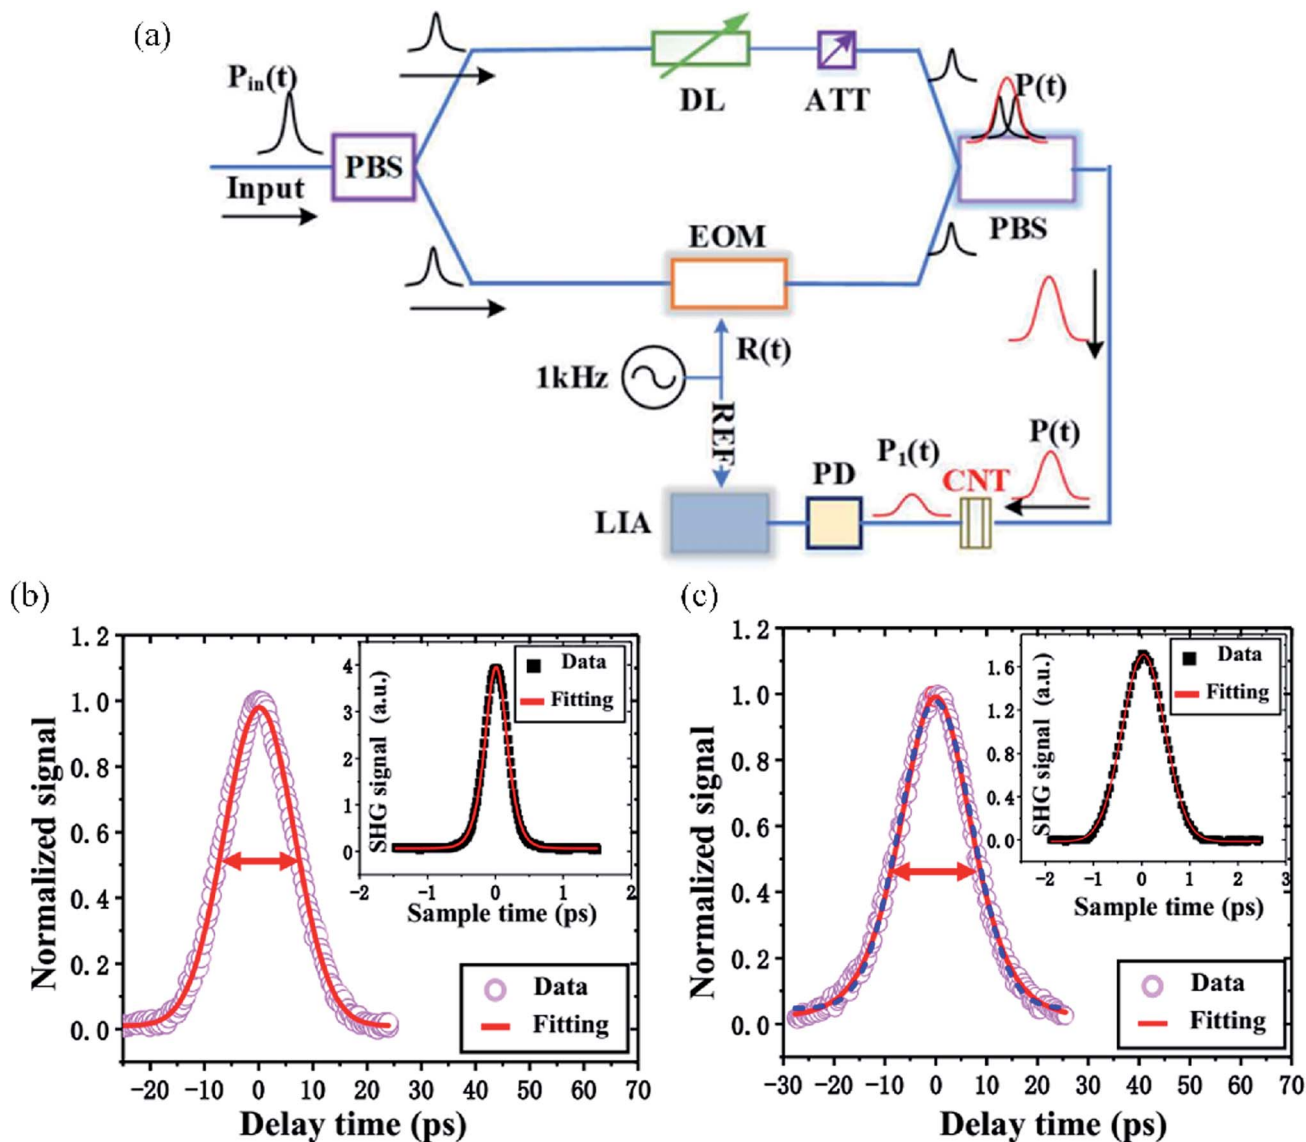 (a)
P_in(t)
DL
ATT
P(t)
PBS
Input
EOM
PBS
1kHz
R(t)
REF
P_1(t)
P(t)
PD
CNT
LIA
(b)
(c)
1.2
1.0
0.8
0.6
0.4
0.2
0.0
Normalized signal
-20 -10 0 10 20 30 40 50 60 70
Delay time (ps)
4
3
2
1
0
SHG signal (a.u.)
-2 -1 0 1 2
Sample time (ps)
Data
Fitting
Data
Fitting
1.2
1.0
0.8
0.6
0.4
0.2
0.0
Normalized signal
-30 -20 -10 0 10 20 30 40 50 60 70
Delay time (ps)
1.6
1.2
0.8
0.4
0.0
SHG signal (a.u.)
-2 -1 0 1 2 3
Sample time (ps)
Data
Fitting
Data
Fitting